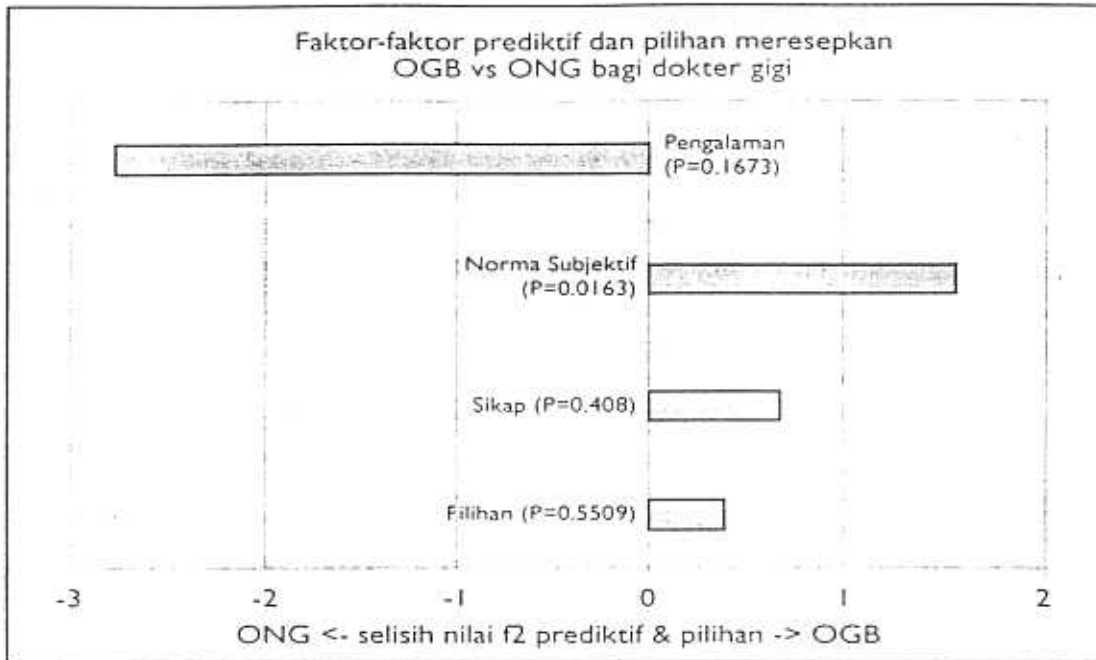 Faktor-faktor prediktif dan pilihan meresepkan
OGB vs ONG bagi dokter gigi
Pengalaman
(P=0.1673)
Norma Subjektif
(P=0.0163)
Sikap (P=0.408)
Filihan (P=0.5509)
-3 -2 -1 0 1 2
ONG <- selisih nilai f2 prediktif & pilihan -> OGB